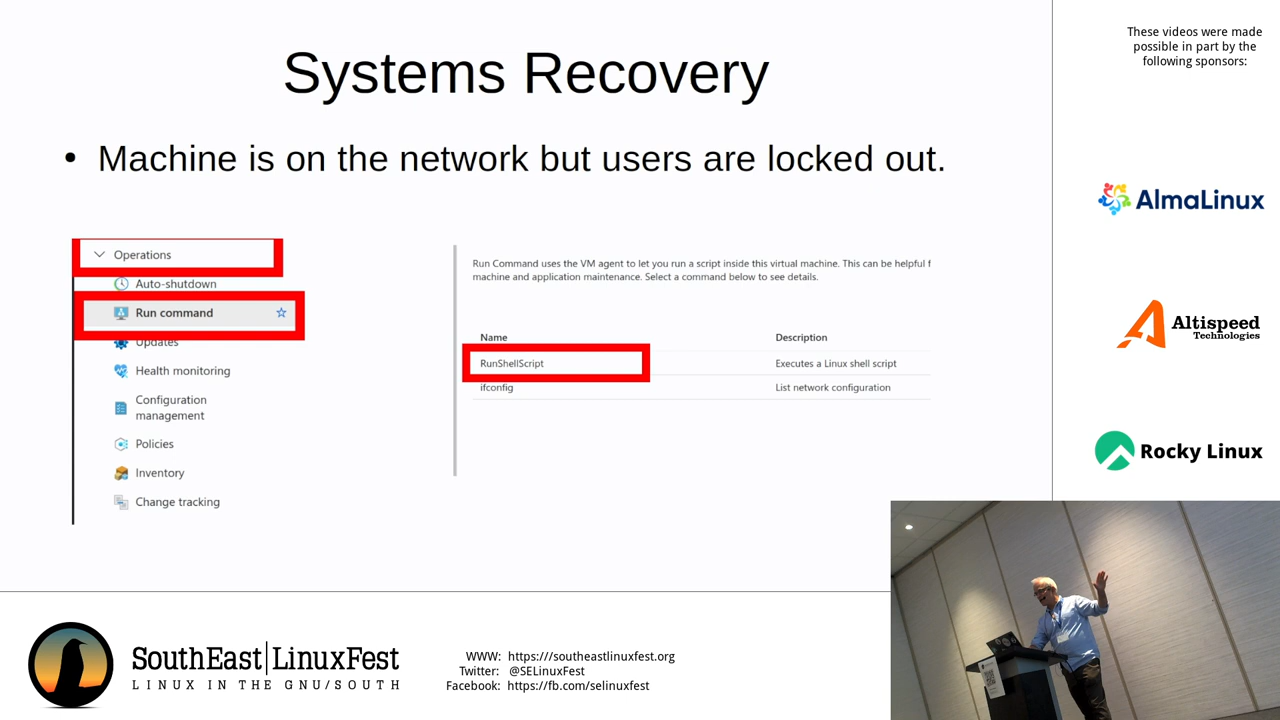 Systems Recovery
• Machine is on the network but users are locked out.
Operations
Auto-shutdown
Run command
Updates
Health monitoring
Configuration
management
Policies
Inventory
Change tracking
Run Command uses the VM agent to let you run a script inside this virtual machine. This can be helpful f
machine and application maintenance. Select a command below to see details.
Name Description
RunShellScript Executes a Linux shell script
ifconfig List network configuration
These videos were made
possible in part by the
following sponsors:
AlmaLinux
Altispeed
Technologies
Rocky Linux
SouthEast|LinuxFest
LINUX IN THE GNU/SOUTH
WWW: https:///southeastlinuxfest.org
Twitter: @SELinuxFest
Facebook: https://fb.com/selinuxfest